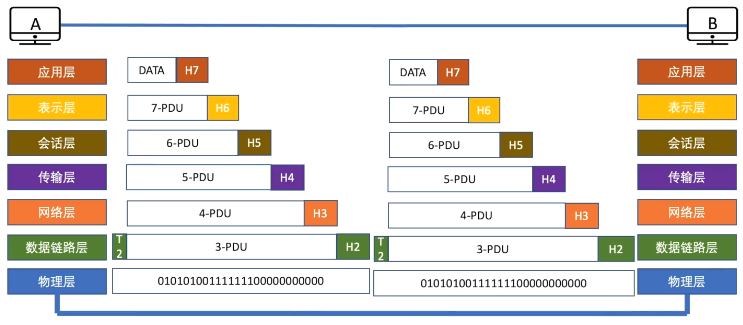 A
B
应用层
DATA
H7
DATA
H7
应用层
表示层
7-PDU
H6
7-PDU
H6
表示层
会话层
6-PDU
H5
6-PDU
H5
会话层
传输层
5-PDU
H4
5-PDU
H4
传输层
网络层
4-PDU
H3
4-PDU
H3
网络层
数据链路层
T2
3-PDU
H2
T2
3-PDU
H2
数据链路层
物理层
01010100111111100000000000
01010100111111100000000000
物理层